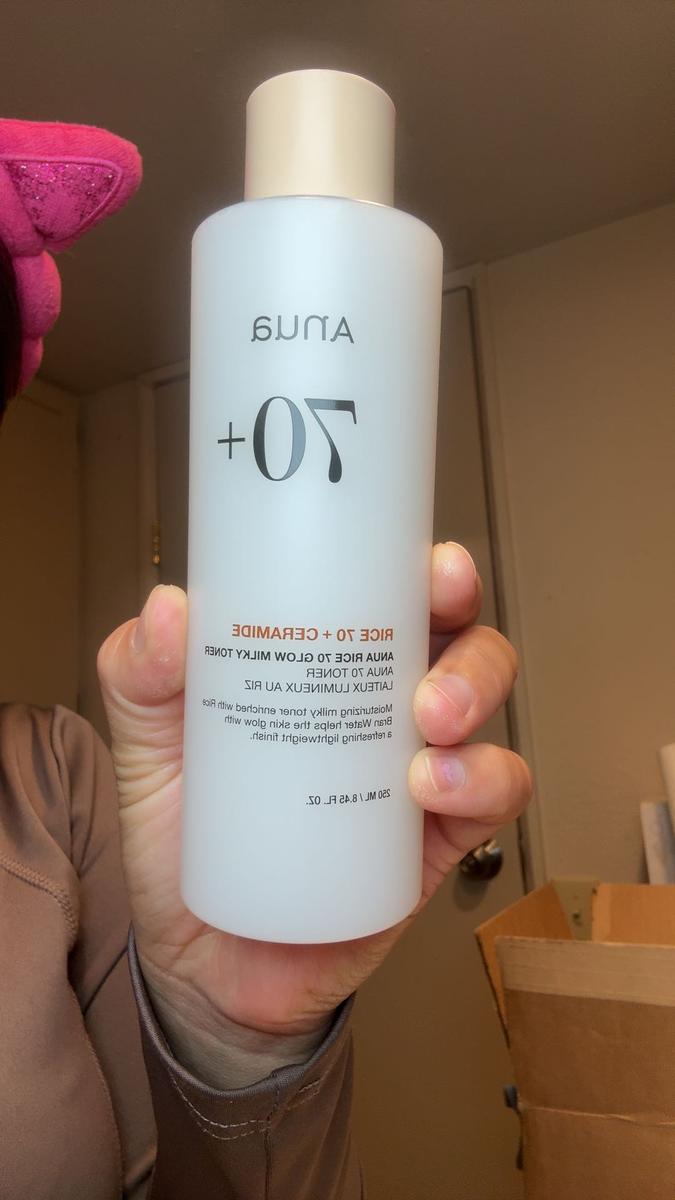 Anua
70+
RICE 70 + CERAMIDE
ANUA RICE 70 GLOW MILKY TONER
ANUA 70 TONER
LAITEUX LUMINEUX AU RIZ
Moisturizing milky toner enriched with Rice
Bran Water helps the skin glow with
a refreshing lightweight finish.
250 ML / 8.45 FL. OZ.